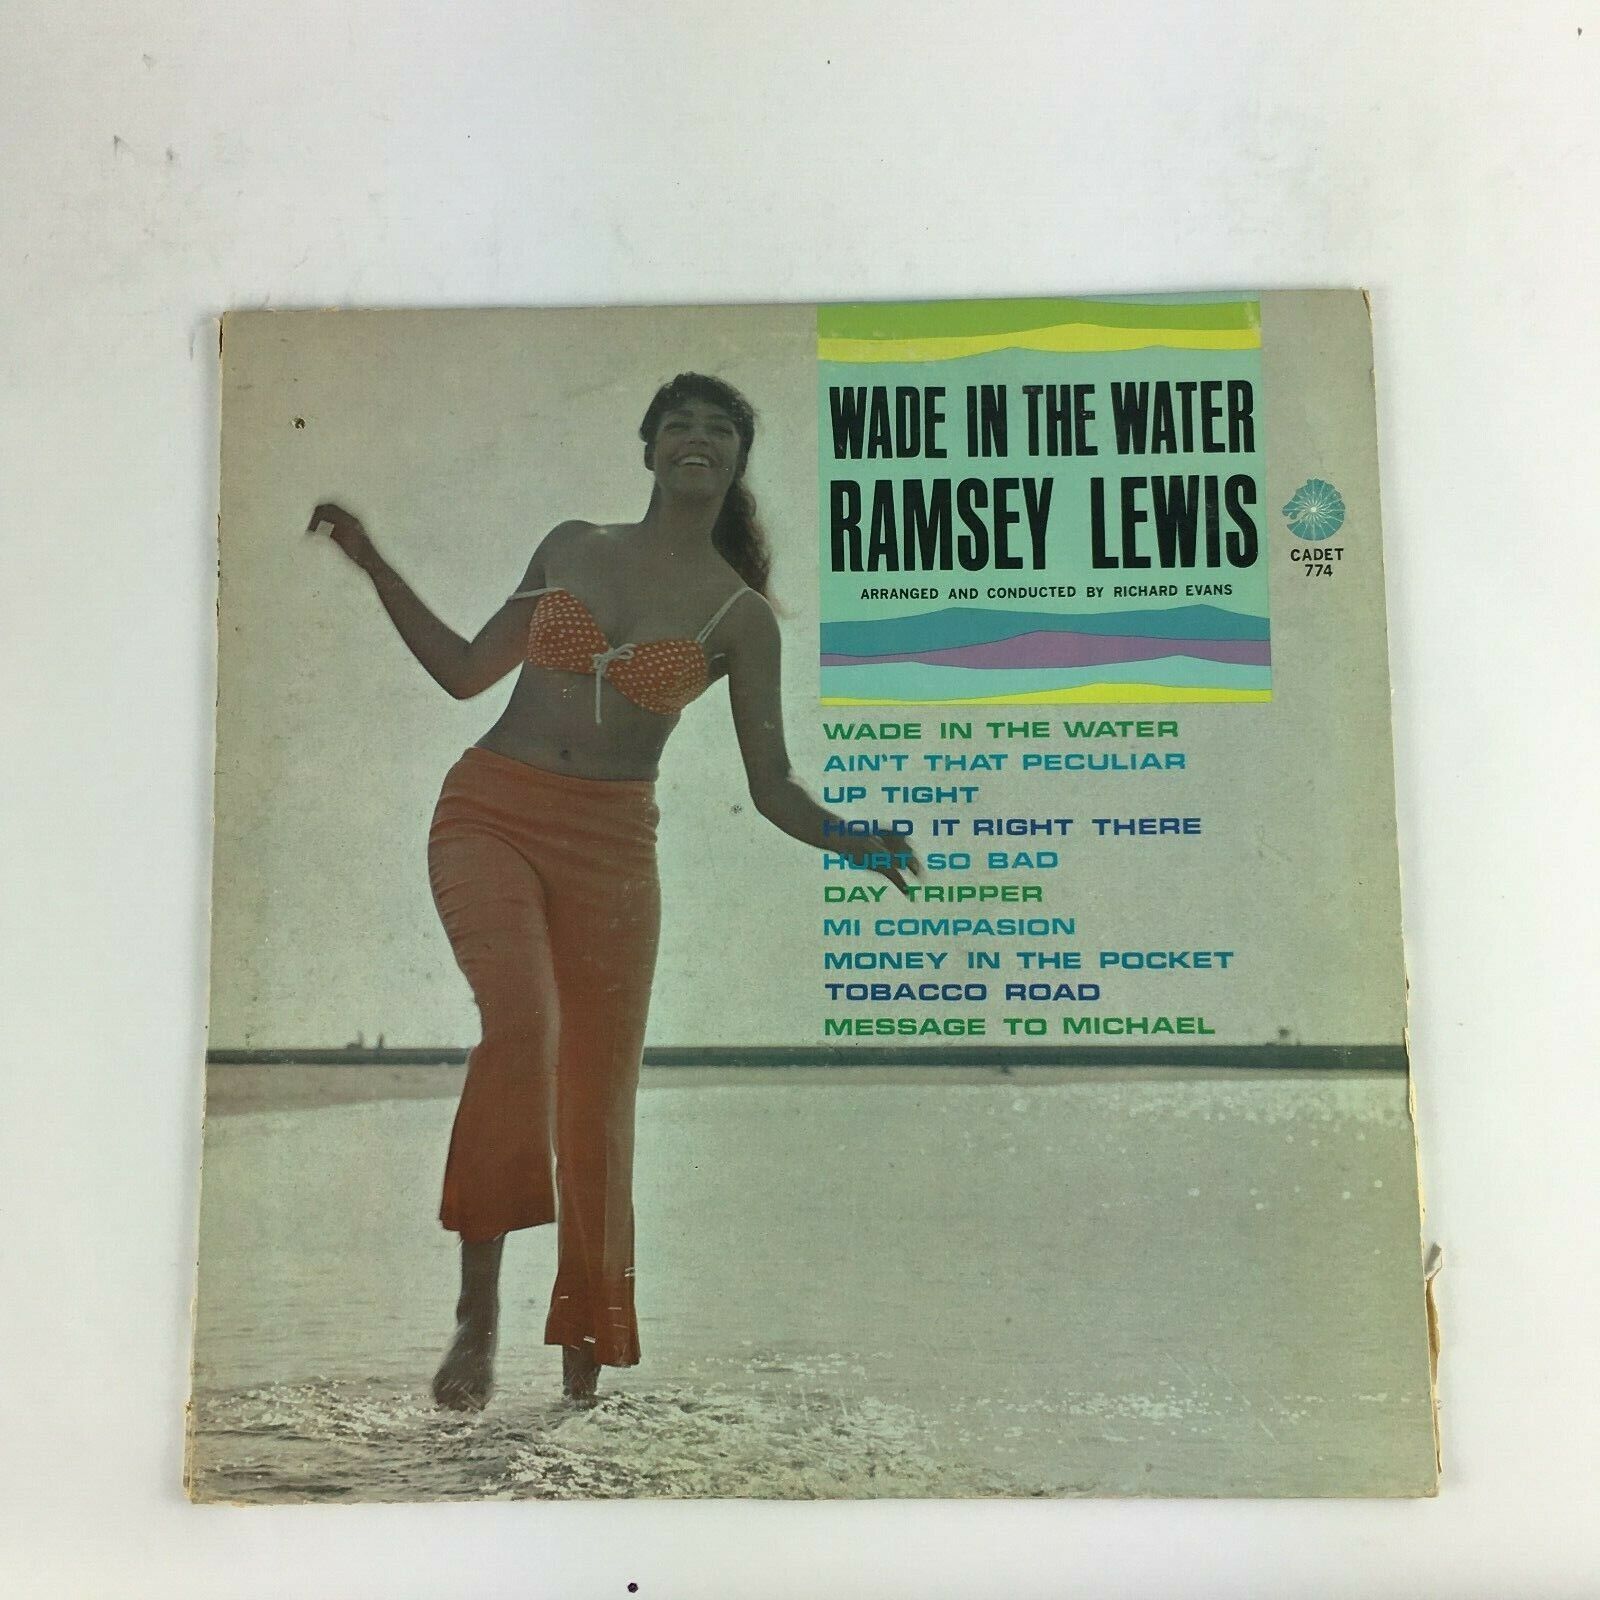 WADE IN THE WATER
RAMSEY LEWIS
ARRANGED AND CONDUCTED BY RICHARD EVANS
CADET
774
WADE IN THE WATER
AIN'T THAT PECULIAR
UP TIGHT
HOLD IT RIGHT THERE
HURT SO BAD
DAY TRIPPER
MI COMPASION
MONEY IN THE POCKET
TOBACCO ROAD
MESSAGE TO MICHAEL